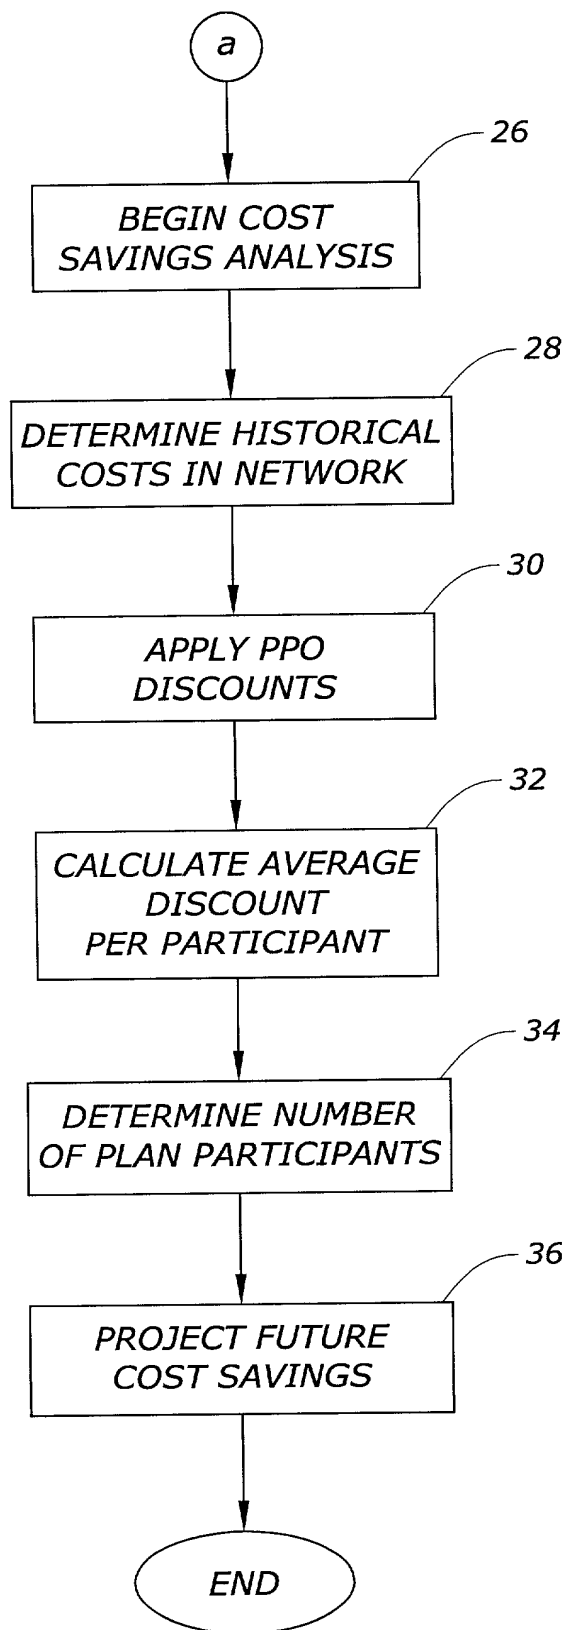 a
26
BEGIN COST
SAVINGS ANALYSIS
28
DETERMINE HISTORICAL
COSTS IN NETWORK
30
APPLY PPO
DISCOUNTS
32
CALCULATE AVERAGE
DISCOUNT
PER PARTICIPANT
34
DETERMINE NUMBER
OF PLAN PARTICIPANTS
36
PROJECT FUTURE
COST SAVINGS
END